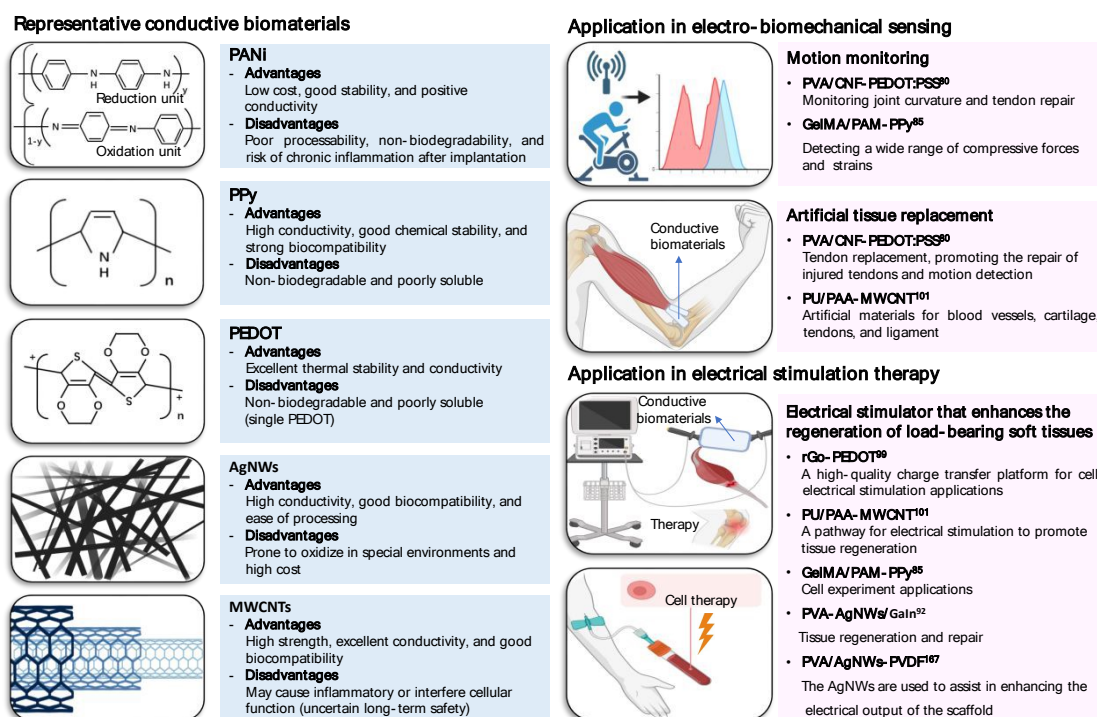 Representative conductive biomaterials
N
H
N
H
y
Reduction unit
N
N
1-y
Oxidation unit
PANi
- Advantages
Low cost, good stability, and positive
conductivity
- Disadvantages
Poor processability, non-biodegradability, and
risk of chronic inflammation after implantation
N
H
n
PPy
- Advantages
High conductivity, good chemical stability, and
strong biocompatibility
- Disadvantages
Non-biodegradable and poorly soluble
+
S
O
O
O
O
S
+
n
PEDOT
- Advantages
Excellent thermal stability and conductivity
- Disadvantages
Non-biodegradable and poorly soluble
(single PEDOT)
AgNWs
- Advantages
High conductivity, good biocompatibility, and
ease of processing
- Disadvantages
Prone to oxidize in special environments and
high cost
MWCNTs
- Advantages
High strength, excellent conductivity, and good
biocompatibility
- Disadvantages
May cause inflammatory or interfere cellular
function (uncertain long-term safety)
Application in electro-biomechanical sensing
Motion monitoring
• PVA/CNF-PEDOT:PSS80
Monitoring joint curvature and tendon repair
• GelMA/PAM-PPy85
Detecting a wide range of compressive forces
and strains
Conductive
biomaterials
Artificial tissue replacement
• PVA/CNF-PEDOT:PSS80
Tendon replacement, promoting the repair of
injured tendons and motion detection
• PU/PAA-MWCNT101
Artificial materials for blood vessels, cartilage,
tendons, and ligament
Application in electrical stimulation therapy
Conductive
biomaterials
Therapy
Cell therapy
Electrical stimulator that enhances the
regeneration of load-bearing soft tissues
• rGo-PEDOT99
A high-quality charge transfer platform for cell
electrical stimulation applications
• PU/PAA-MWCNT101
A pathway for electrical stimulation to promote
tissue regeneration
• GelMA/PAM-PPy85
Cell experiment applications
• PVA-AgNWs/GaIn92
Tissue regeneration and repair
• PVA/AgNWs-PVDF167
The AgNWs are used to assist in enhancing the
electrical output of the scaffold